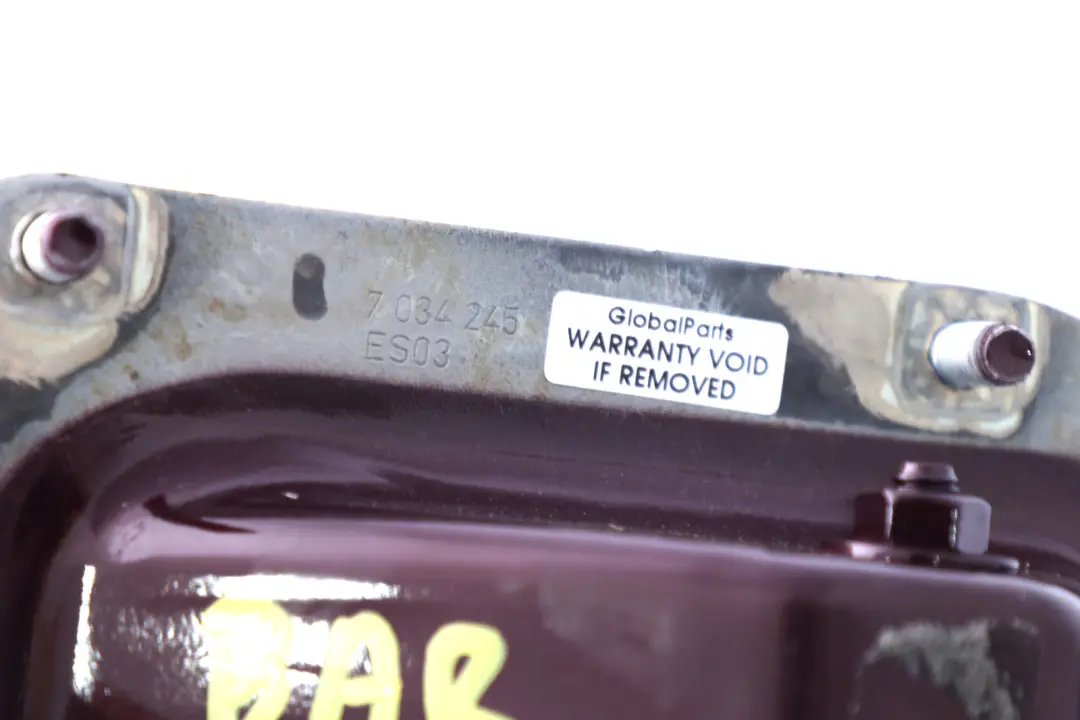 7 034 245
ES03
GlobalParts
WARRANTY VOID
IF REMOVED